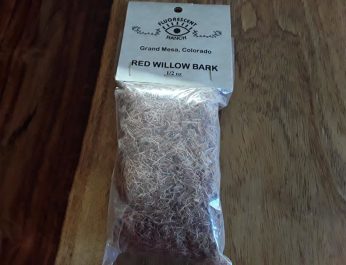 FLUORESCENT
RANCH
Grand Mesa, Colorado
RED WILLOW BARK
1/2 oz